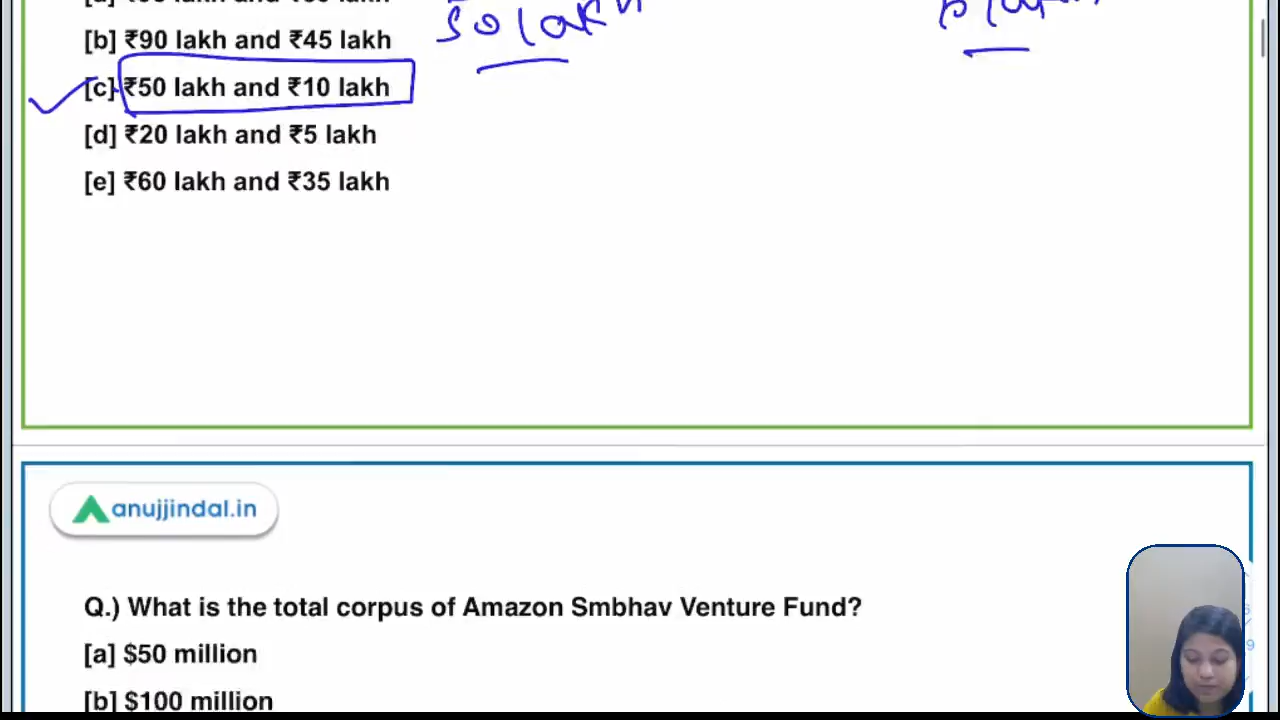 [b] ₹90 lakh and ₹45 lakh
50 lakh
[c] ₹50 lakh and ₹10 lakh
[d] ₹20 lakh and ₹5 lakh
[e] ₹60 lakh and ₹35 lakh
anujjindal.in
Q.) What is the total corpus of Amazon Smbhav Venture Fund?
[a] $50 million
[b] $100 million